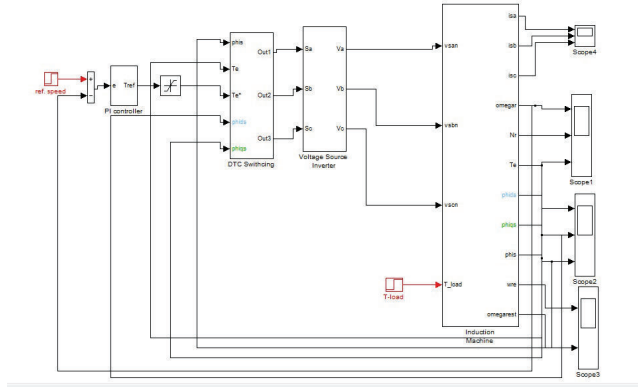 ref. speed
+
−
e
Tref
PI controller
phis
Te
Te*
phids
phiqs
Out1
Out2
Out3
DTC Swithcing
Sa
Sb
Sc
Va
Vb
Vc
Voltage Source
Inverter
vsan
vsbn
vscn
T_load
T-load
isa
isb
isc
omegar
Nr
Te
phids
phiqs
phis
wre
omegarest
Induction
Machine
Scope4
Scope1
Scope2
Scope3